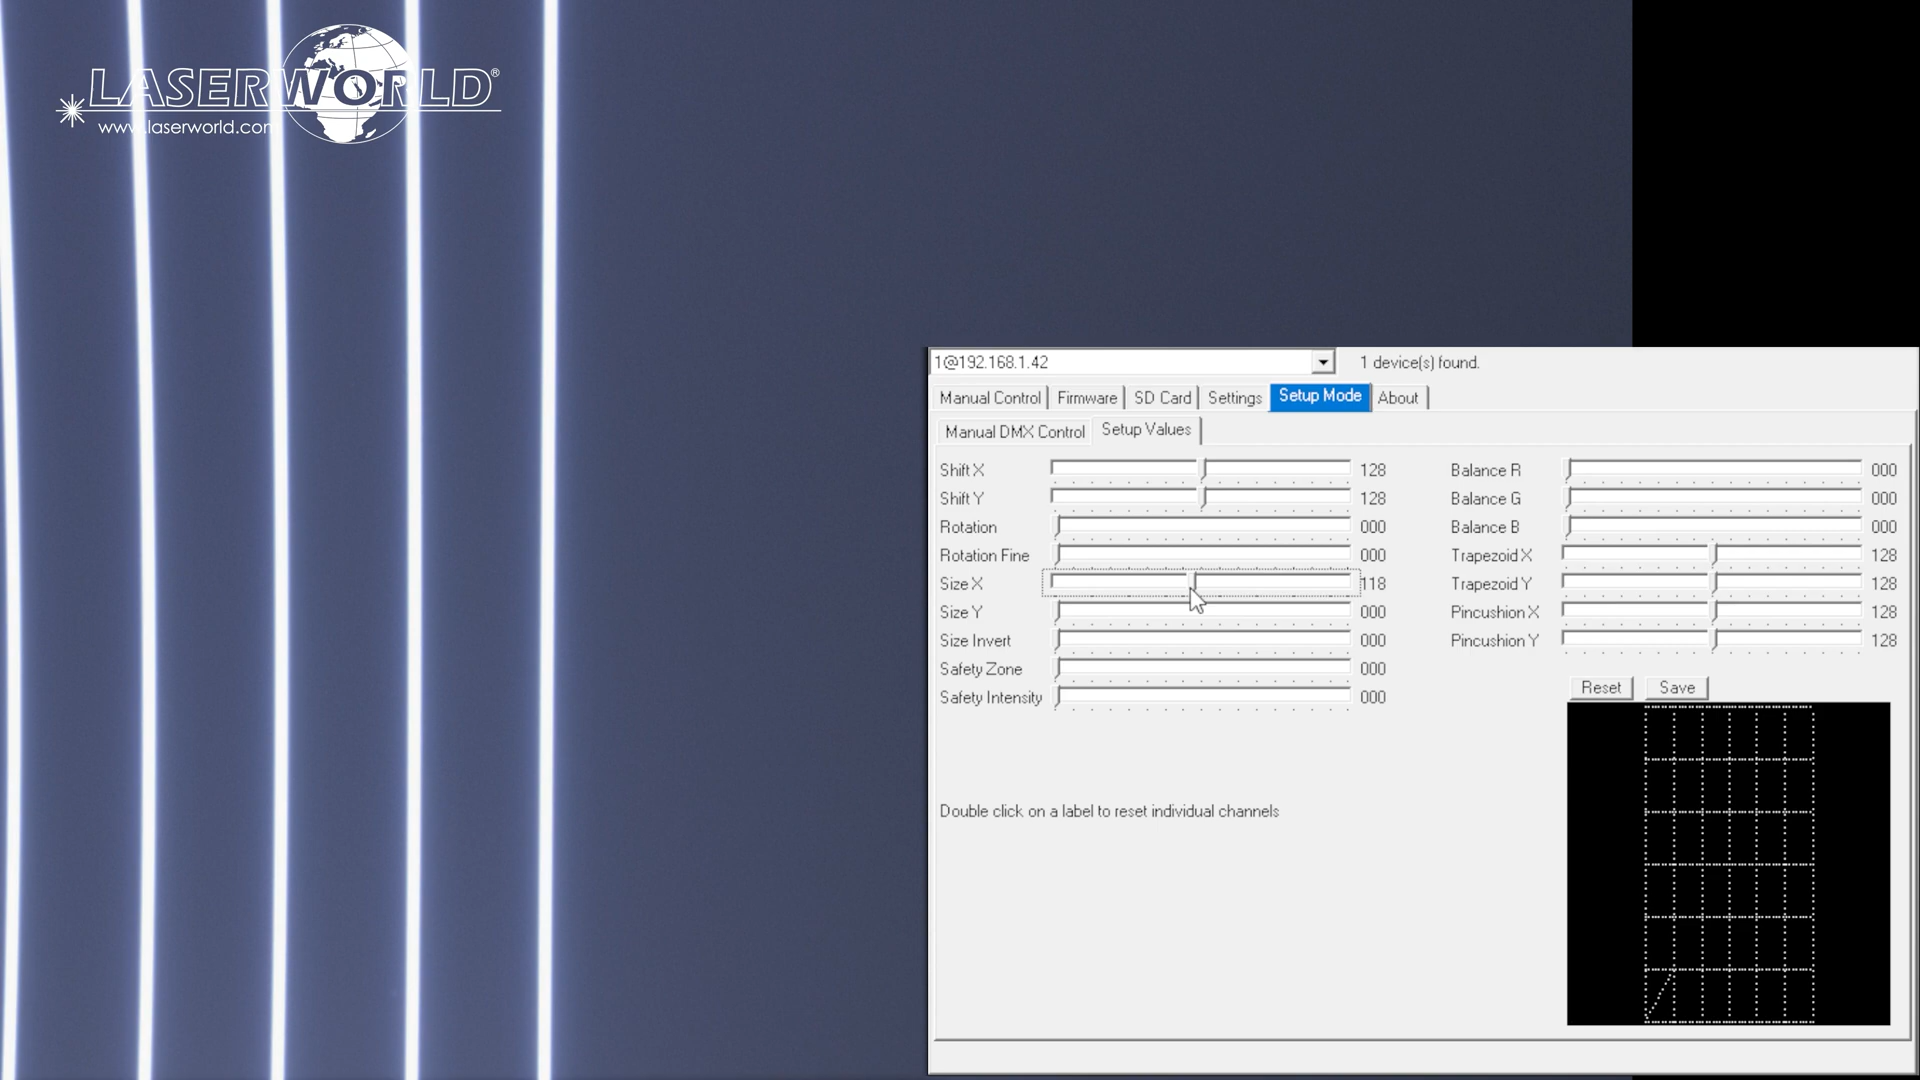 LASERWORLD®
www.laserworld.com
1@192.168.1.42
1 device(s) found.
Manual Control Firmware SD Card Settings Setup Mode About
Manual DMX Control Setup Values
Shift X 128
Shift Y 128
Rotation 000
Rotation Fine 000
Size X 118
Size Y 000
Size Invert 000
Safety Zone 000
Safety Intensity 000
Balance R 000
Balance G 000
Balance B 000
Trapezoid X 128
Trapezoid Y 128
Pincushion X 128
Pincushion Y 128
Reset Save
Double click on a label to reset individual channels